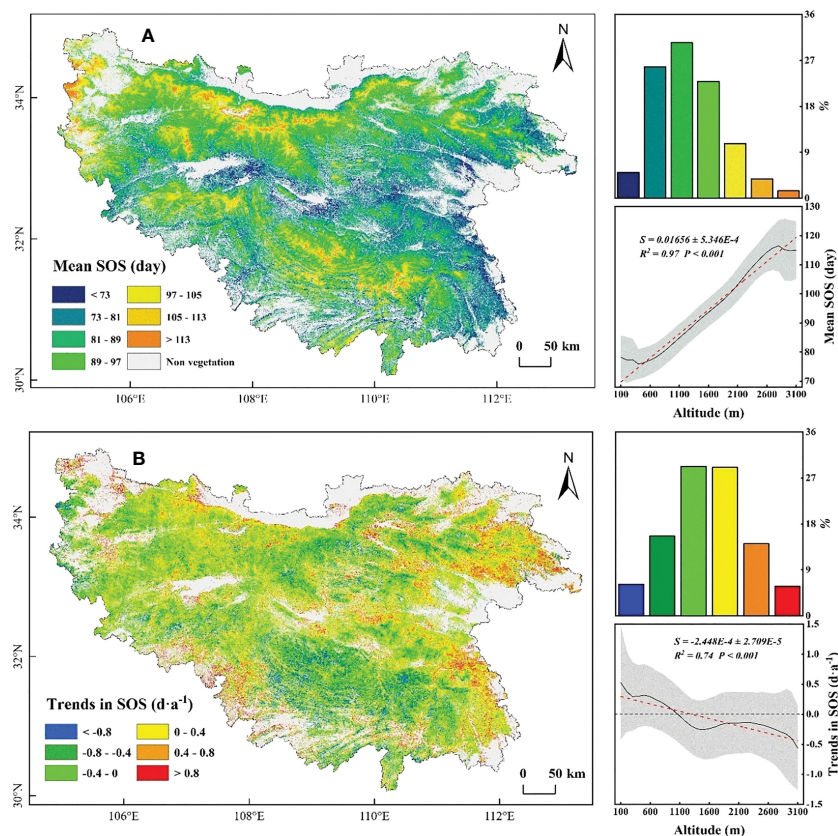 A
N
34°N
32°N
30°N
106°E
108°E
110°E
112°E
Mean SOS (day)
< 73
73 - 81
81 - 89
89 - 97
97 - 105
105 - 113
> 113
Non vegetation
0 50 km
36
27
18
9
0
%
S = 0.01656 ± 5.346E-4
R² = 0.97 P < 0.001
130
120
110
100
90
80
70
Mean SOS (day)
100 600 1100 1600 2100 2600 3100
Altitude (m)
B
N
34°N
32°N
30°N
106°E
108°E
110°E
112°E
Trends in SOS (d·a⁻¹)
< -0.8
-0.8 - -0.4
-0.4 - 0
0 - 0.4
0.4 - 0.8
> 0.8
0 50 km
36
27
18
9
0
%
S = -2.448E-4 ± 2.709E-5
R² = 0.74 P < 0.001
1.5
1.0
0.5
0.0
-0.5
-1.0
-1.5
Trends in SOS (d·a⁻¹)
100 600 1100 1600 2100 2600 3100
Altitude (m)